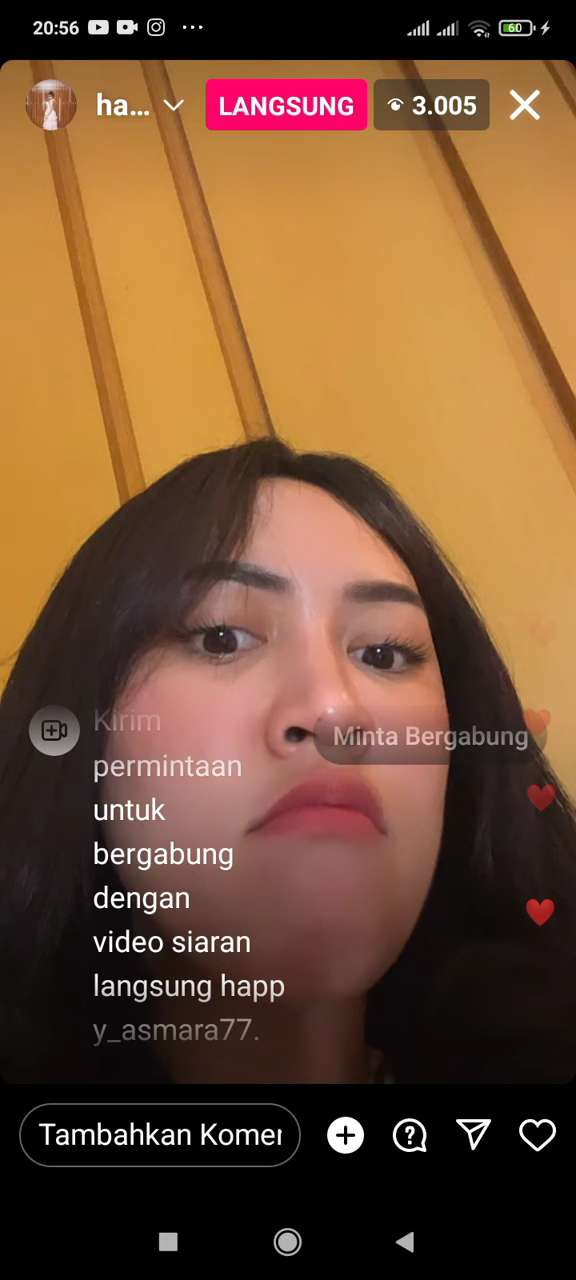 20:56
60
ha...
LANGSUNG
3.005
Kirim
permintaan
untuk
bergabung
dengan
video siaran
langsung happ
y_asmara77.
Minta Bergabung
Tambahkan Komen